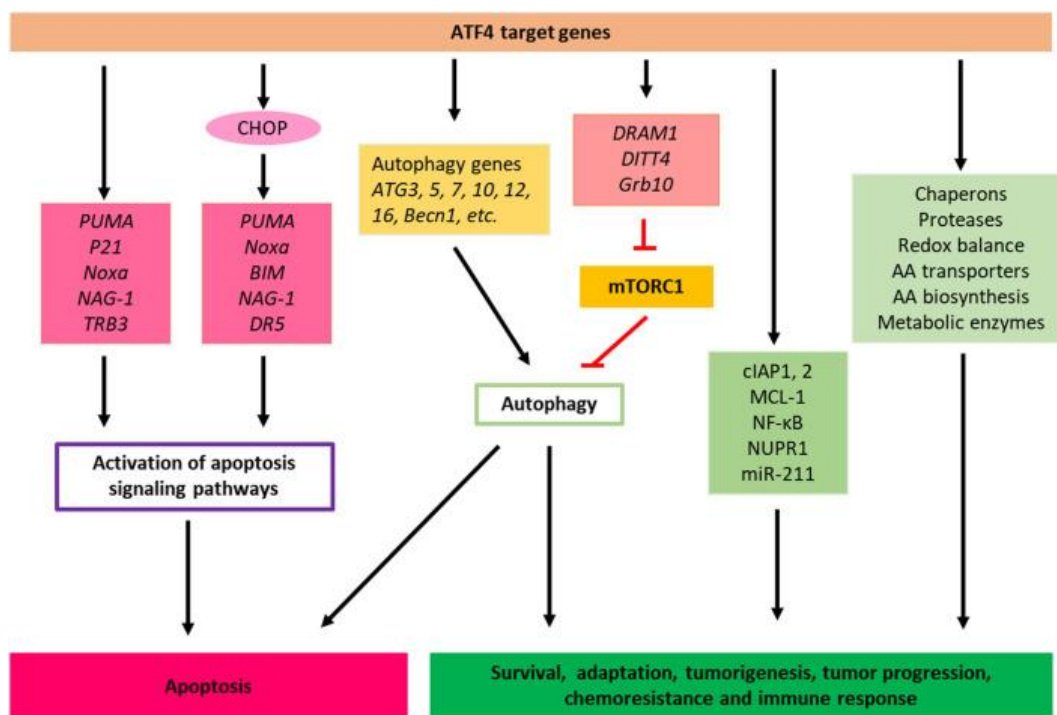 ATF4 target genes
CHOP
PUMA
P21
Noxa
NAG-1
TRB3
PUMA
Noxa
BIM
NAG-1
DR5
Autophagy genes
ATG3, 5, 7, 10, 12,
16, Becn1, etc.
DRAM1
DITT4
Grb10
mTORC1
Autophagy
cIAP1, 2
MCL-1
NF-κB
NUPR1
miR-211
Chaperons
Proteases
Redox balance
AA transporters
AA biosynthesis
Metabolic enzymes
Activation of apoptosis
signaling pathways
Apoptosis
Survival, adaptation, tumorigenesis, tumor progression,
chemoresistance and immune response